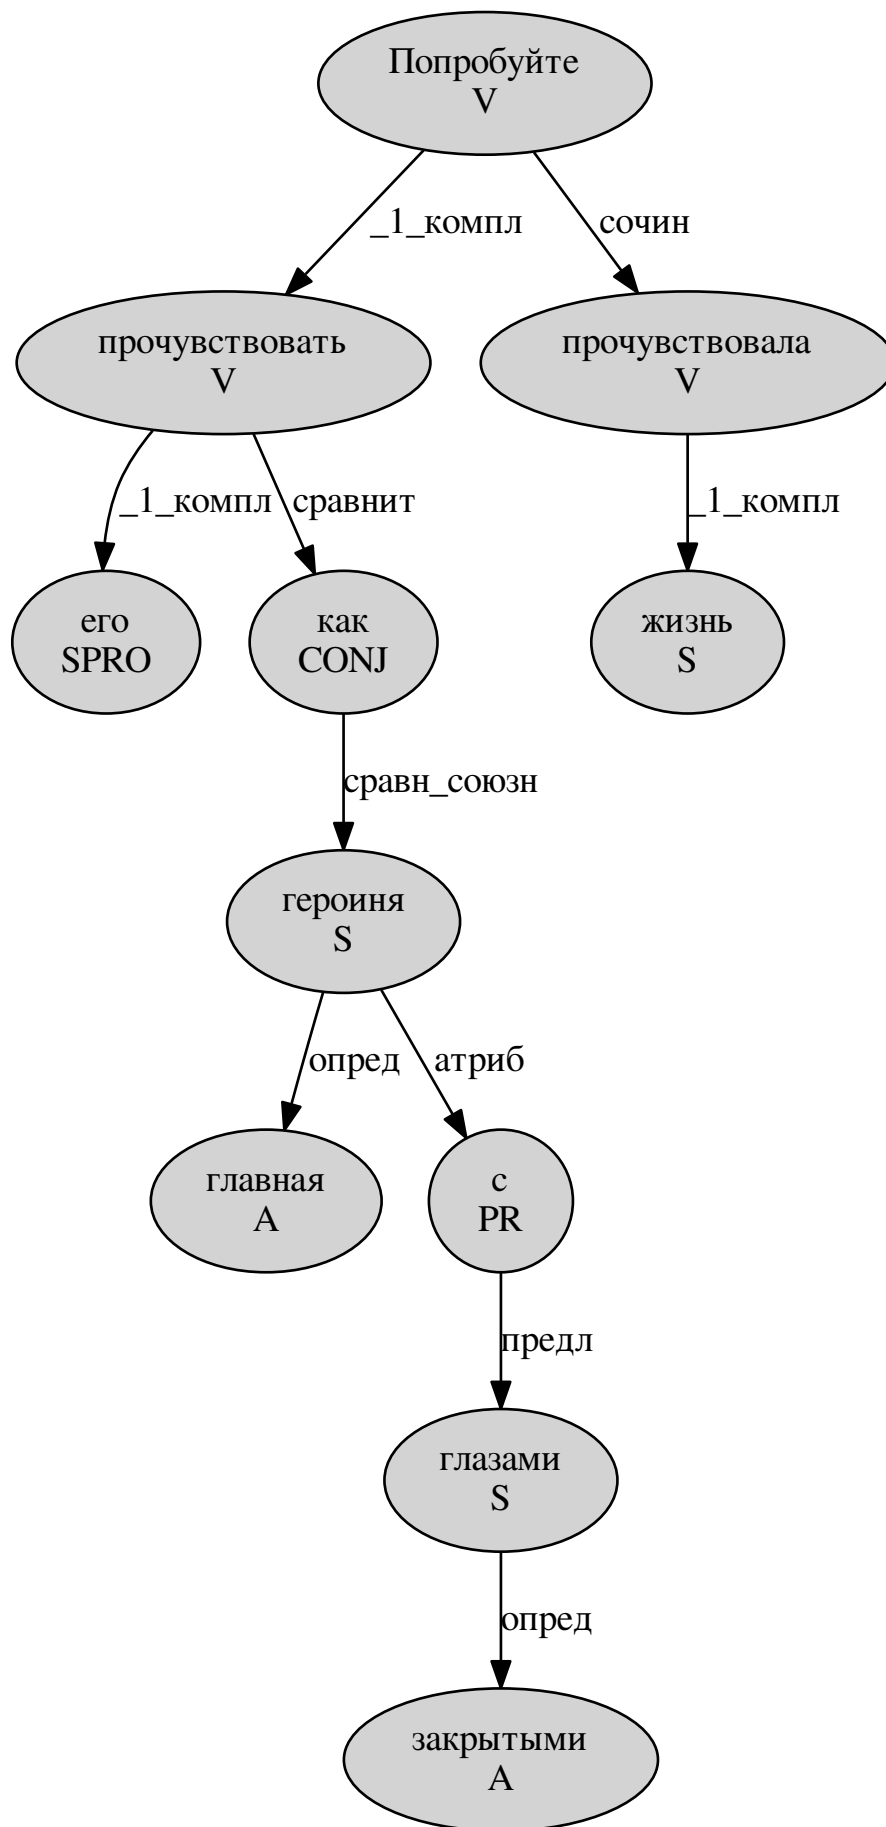 Попробуйте
V
_1_компл
сочин
прочувствовать
V
прочувствовала
V
_1_компл
сравнит
_1_компл
его
SPRO
как
CONJ
жизнь
S
сравн_союзн
героиня
S
опред
атриб
главная
A
с
PR
предл
глазами
S
опред
закрытыми
A